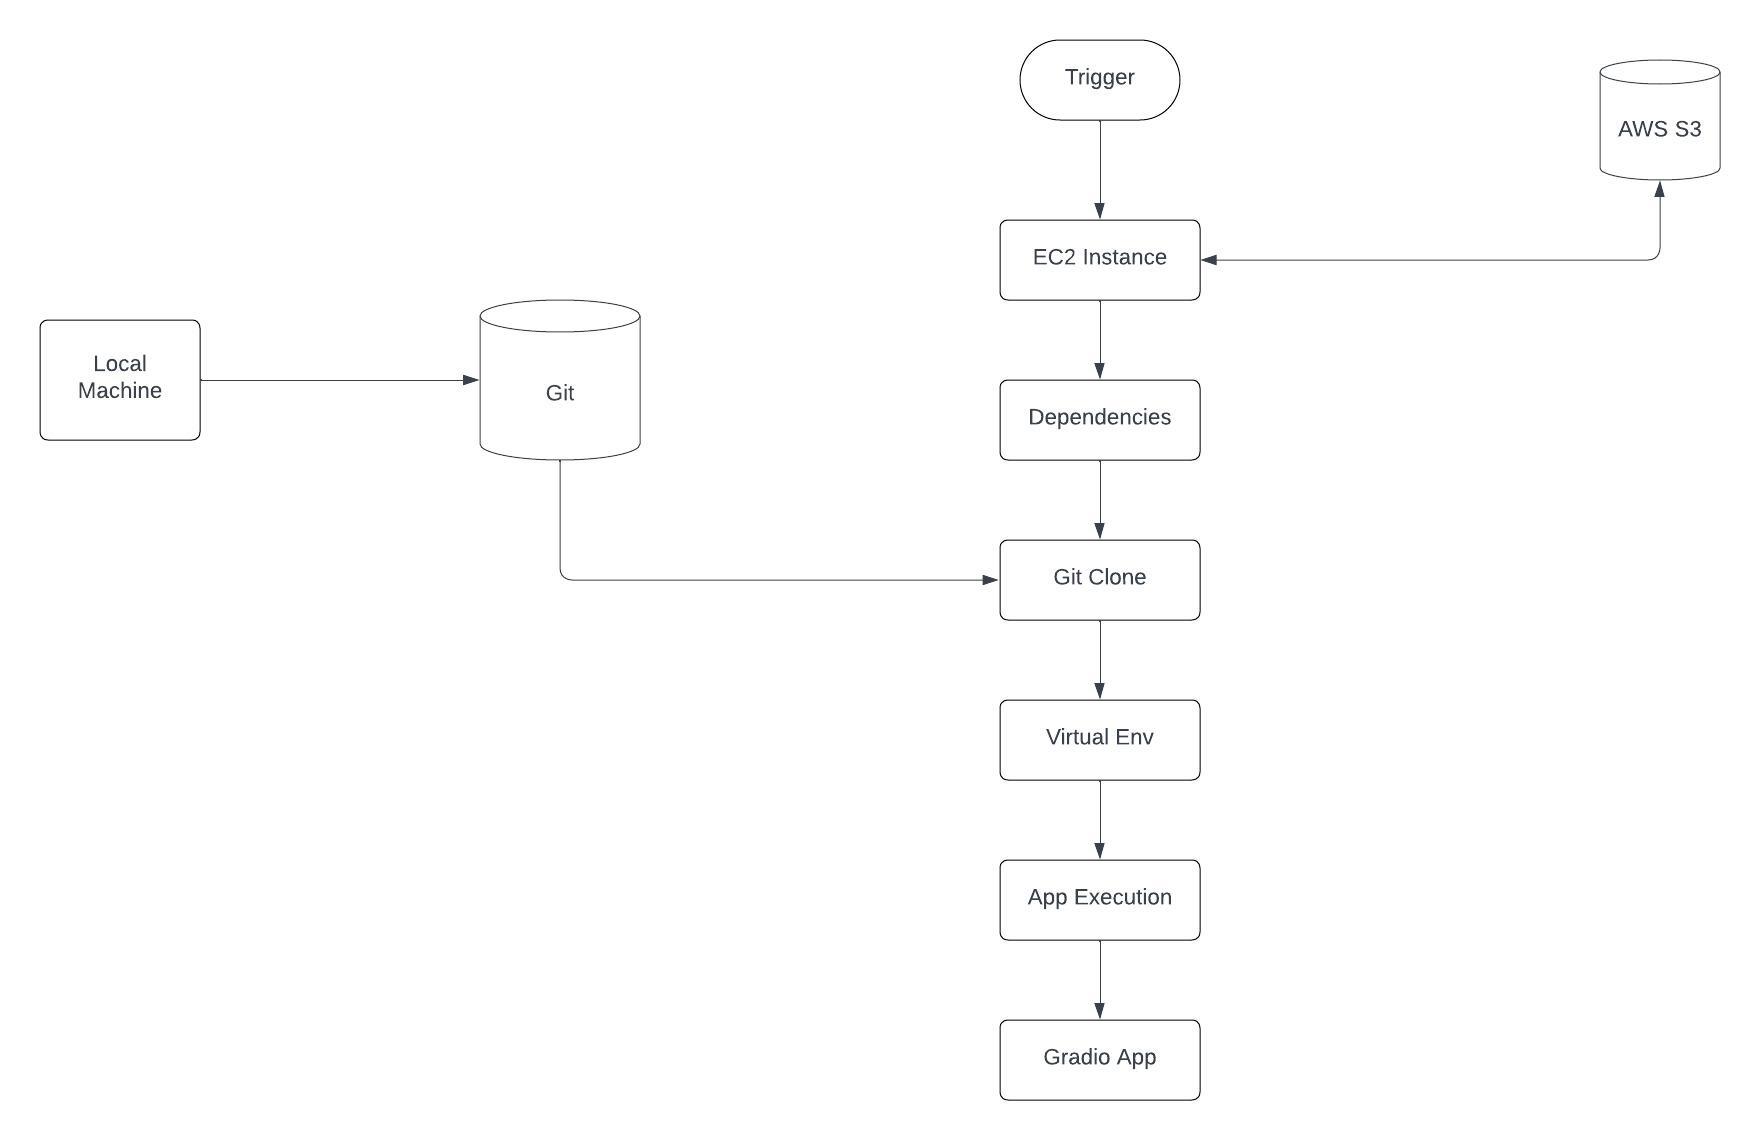 Trigger
AWS S3
EC2 Instance
Local
Machine
Git
Dependencies
Git Clone
Virtual Env
App Execution
Gradio App